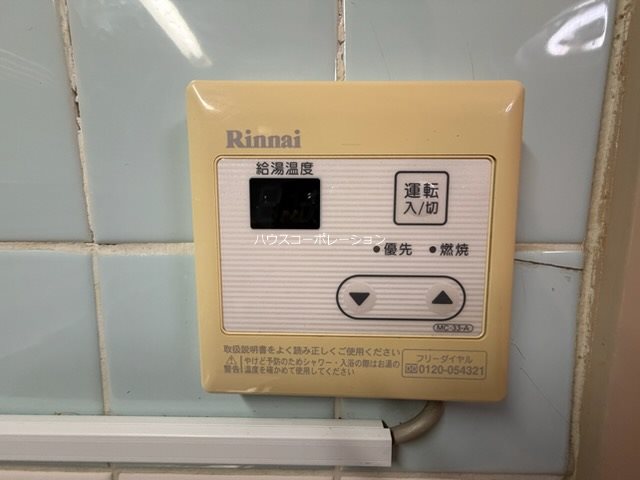 Rinnai
給湯温度
運転
入/切
ハウスコーポレーション
優先
燃焼
▼
▲
MC-33-A
取扱説明書をよく読み正しくご使用ください
警告 やけど予防のためシャワー・入浴の際はお湯の
温度を確かめて使用してください
フリーダイヤル
0120-054321